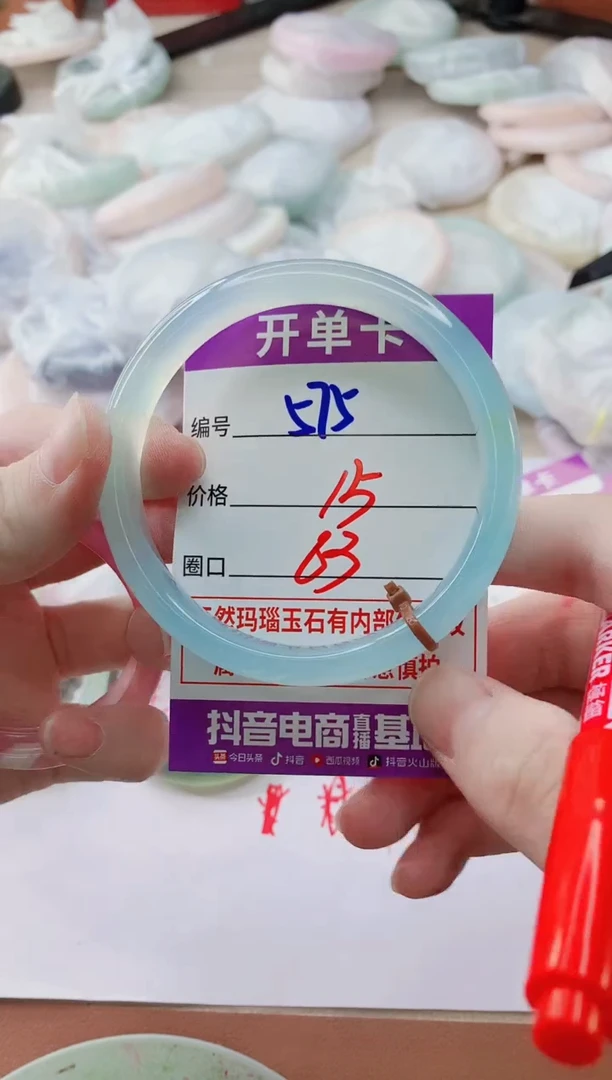 开单卡
编号 575
价格 15
圈口 63
天然玛瑙玉石有内部
慎拍
抖音电商直播基地
今日头条 抖音 西瓜视频 抖音火山版